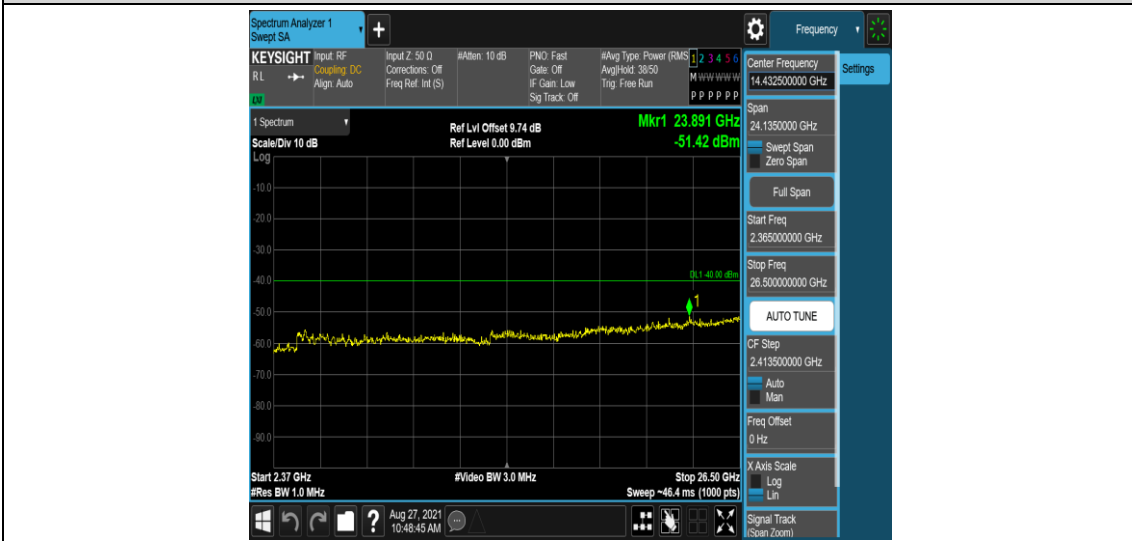 Spectrum Analyzer 1
Swept SA
+
Frequency
KEYSIGHT
RL
LXI
Input: RF
Coupling: DC
Align: Auto
Input Z: 50 Ω
Corrections: Off
Freq Ref: Int (S)
#Atten: 10 dB
PNO: Fast
Gate: Off
IF Gain: Low
Sig Track: Off
#Avg Type: Power (RMS
Avg|Hold: 38/50
Trig: Free Run
1 2 3 4 5 6
M W W W W W
P P P P P P
1 Spectrum
Scale/Div 10 dB
Log
Ref Lvl Offset 9.74 dB
Ref Level 0.00 dBm
Mkr1 23.891 GHz
-51.42 dBm
-10.0
-20.0
-30.0
-40.0
DL1 -40.00 dBm
-50.0
1
-60.0
-70.0
-80.0
-90.0
Start 2.37 GHz
#Res BW 1.0 MHz
#Video BW 3.0 MHz
Stop 26.50 GHz
Sweep ~46.4 ms (1000 pts)
?
Aug 27, 2021
10:48:45 AM
Center Frequency
14.432500000 GHz
Settings
Span
24.1350000 GHz
Swept Span
Zero Span
Full Span
Start Freq
2.365000000 GHz
Stop Freq
26.500000000 GHz
AUTO TUNE
CF Step
2.413500000 GHz
Auto
Man
Freq Offset
0 Hz
X Axis Scale
Log
Lin
Signal Track
(Span Zoom)